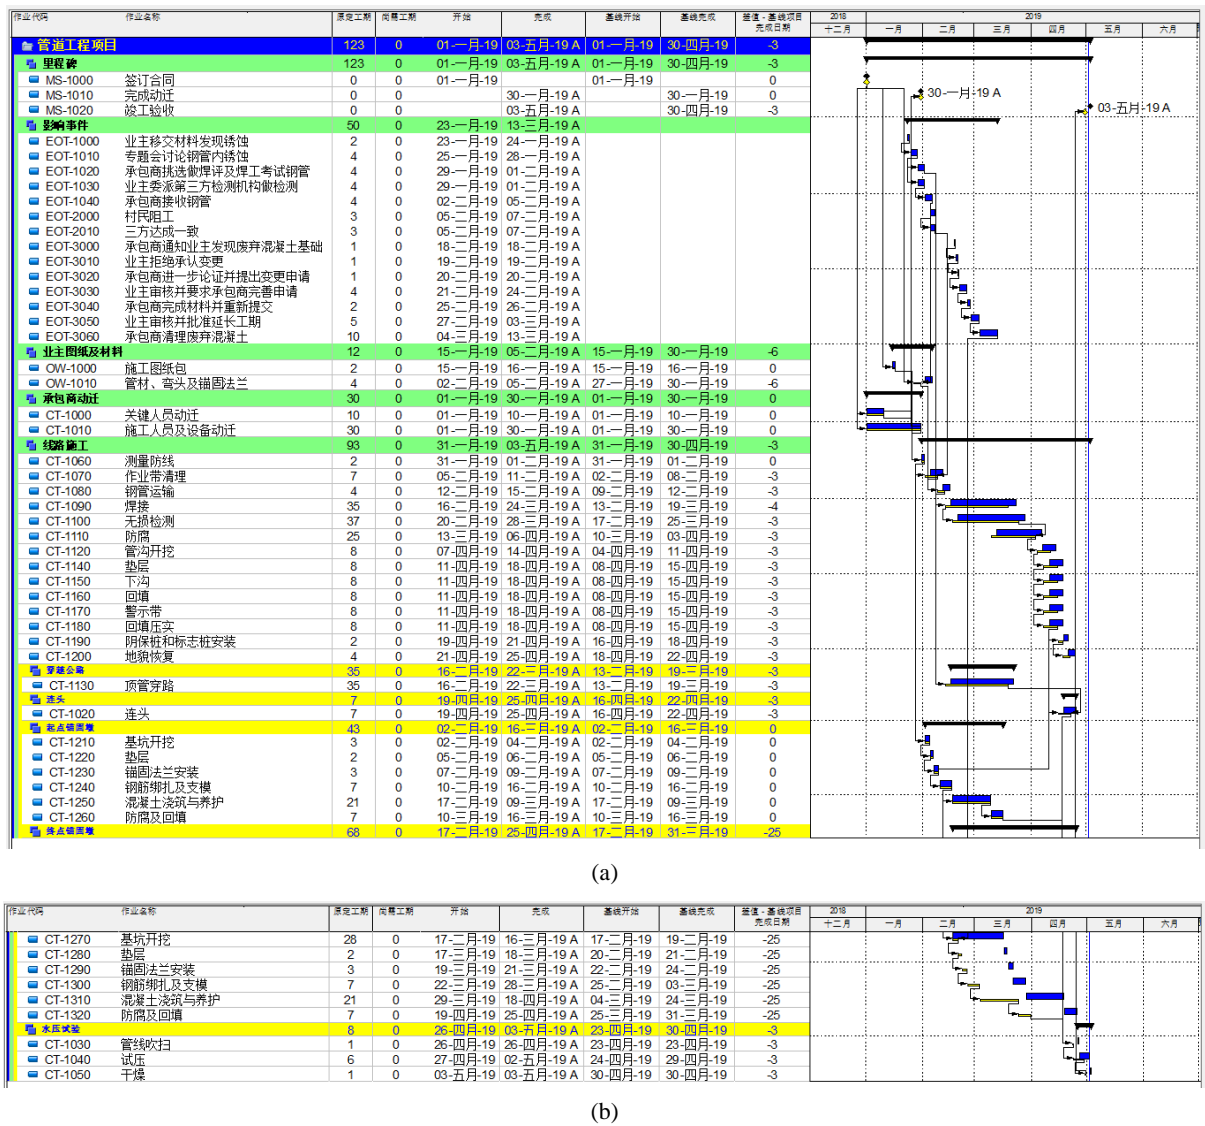 作业代码 作业名称 原定工期 尚需工期 开始 完成 基线开始 基线完成 差值 - 基线项目完成日期 2018 2019
十二月 一月 二月 三月 四月 五月 六月
管道工程项目 123 0 01-一月-19 03-五月-19 A 01-一月-19 30-四月-19 -3
里程碑 123 0 01-一月-19 03-五月-19 A 01-一月-19 30-四月-19 -3
MS-1000 签订合同 0 0 01-一月-19 01-一月-19 0
MS-1010 完成动迁 0 0 30-一月-19 A 30-一月-19 0 30-一月-19 A
MS-1020 竣工验收 0 0 03-五月-19 A 30-四月-19 -3 03-五月-19 A
影响事件 50 0 23-一月-19 13-三月-19 A
EOT-1000 业主移交材料发现锈蚀 2 0 23-一月-19 24-一月-19 A
EOT-1010 专题会讨论钢管内锈蚀 4 0 25-一月-19 28-一月-19 A
EOT-1020 承包商挑选做焊评及焊工考试钢管 4 0 29-一月-19 01-二月-19 A
EOT-1030 业主委派第三方检测机构做检测 4 0 29-一月-19 01-二月-19 A
EOT-1040 承包商接收钢管 4 0 02-二月-19 05-二月-19 A
EOT-2000 村民阻工 3 0 05-二月-19 07-二月-19 A
EOT-2010 三方达成一致 3 0 05-二月-19 07-二月-19 A
EOT-3000 承包商通知业主发现废弃混凝土基础 1 0 18-二月-19 18-二月-19 A
EOT-3010 业主拒绝承认变更 1 0 19-二月-19 19-二月-19 A
EOT-3020 承包商进一步论证并提出变更申请 1 0 20-二月-19 20-二月-19 A
EOT-3030 业主审核并要求承包商完善申请 4 0 21-二月-19 24-二月-19 A
EOT-3040 承包商完成材料并重新提交 2 0 25-二月-19 26-二月-19 A
EOT-3050 业主审核并批准延长工期 5 0 27-二月-19 03-三月-19 A
EOT-3060 承包商清理废弃混凝土 10 0 04-三月-19 13-三月-19 A
业主图纸及材料 12 0 15-一月-19 05-二月-19 A 15-一月-19 30-一月-19 -6
OW-1000 施工图纸包 2 0 15-一月-19 16-一月-19 A 15-一月-19 16-一月-19 0
OW-1010 管材、弯头及锚固法兰 4 0 02-二月-19 05-二月-19 A 27-一月-19 30-一月-19 -6
承包商动迁 30 0 01-一月-19 30-一月-19 A 01-一月-19 30-一月-19 0
CT-1000 关键人员动迁 10 0 01-一月-19 10-一月-19 A 01-一月-19 10-一月-19 0
CT-1010 施工人员及设备动迁 30 0 01-一月-19 30-一月-19 A 01-一月-19 30-一月-19 0
线路施工 93 0 31-一月-19 03-五月-19 A 31-一月-19 30-四月-19 -3
CT-1060 测量防线 2 0 31-一月-19 01-二月-19 A 31-一月-19 01-二月-19 0
CT-1070 作业带清理 7 0 05-二月-19 11-二月-19 A 02-二月-19 08-二月-19 -3
CT-1080 钢管运输 4 0 12-二月-19 15-二月-19 A 09-二月-19 12-二月-19 -3
CT-1090 焊接 35 0 16-二月-19 24-三月-19 A 13-二月-19 19-三月-19 -4
CT-1100 无损检测 37 0 20-二月-19 28-三月-19 A 17-二月-19 25-三月-19 -3
CT-1110 防腐 25 0 13-三月-19 06-四月-19 A 10-三月-19 03-四月-19 -3
CT-1120 管沟开挖 8 0 07-四月-19 14-四月-19 A 04-四月-19 11-四月-19 -3
CT-1140 垫层 8 0 11-四月-19 18-四月-19 A 08-四月-19 15-四月-19 -3
CT-1150 下沟 8 0 11-四月-19 18-四月-19 A 08-四月-19 15-四月-19 -3
CT-1160 回填 8 0 11-四月-19 18-四月-19 A 08-四月-19 15-四月-19 -3
CT-1170 警示带 8 0 11-四月-19 18-四月-19 A 08-四月-19 15-四月-19 -3
CT-1180 回填压实 8 0 11-四月-19 18-四月-19 A 08-四月-19 15-四月-19 -3
CT-1190 阴保桩和标志桩安装 2 0 19-四月-19 21-四月-19 A 16-四月-19 18-四月-19 -3
CT-1200 地貌恢复 4 0 21-四月-19 25-四月-19 A 18-四月-19 22-四月-19 -3
穿越公路 35 0 16-二月-19 22-三月-19 A 13-二月-19 19-三月-19 -3
CT-1130 顶管穿路 35 0 16-二月-19 22-三月-19 A 13-二月-19 19-三月-19 -3
连头 7 0 19-四月-19 25-四月-19 A 16-四月-19 22-四月-19 -3
CT-1020 连头 7 0 19-四月-19 25-四月-19 A 16-四月-19 22-四月-19 -3
起点锚固墩 43 0 02-二月-19 16-三月-19 A 02-二月-19 16-三月-19 0
CT-1210 基坑开挖 3 0 02-二月-19 04-二月-19 A 02-二月-19 04-二月-19 0
CT-1220 垫层 2 0 05-二月-19 06-二月-19 A 05-二月-19 06-二月-19 0
CT-1230 锚固法兰安装 3 0 07-二月-19 09-二月-19 A 07-二月-19 09-二月-19 0
CT-1240 钢筋绑扎及支模 7 0 10-二月-19 16-二月-19 A 10-二月-19 16-二月-19 0
CT-1250 混凝土浇筑与养护 21 0 17-二月-19 09-三月-19 A 17-二月-19 09-三月-19 0
CT-1260 防腐及回填 7 0 10-三月-19 16-三月-19 A 10-三月-19 16-三月-19 0
终点锚固墩 68 0 17-二月-19 25-四月-19 A 17-二月-19 31-三月-19 -25
(a)
作业代码 作业名称 原定工期 尚需工期 开始 完成 基线开始 基线完成 差值 - 基线项目完成日期 2018 2019
十二月 一月 二月 三月 四月 五月 六月
CT-1270 基坑开挖 28 0 17-二月-19 16-三月-19 A 17-二月-19 19-二月-19 -25
CT-1280 垫层 2 0 17-三月-19 18-三月-19 A 20-二月-19 21-二月-19 -25
CT-1290 锚固法兰安装 3 0 19-三月-19 21-三月-19 A 22-二月-19 24-二月-19 -25
CT-1300 钢筋绑扎及支模 7 0 22-三月-19 28-三月-19 A 25-二月-19 03-三月-19 -25
CT-1310 混凝土浇筑与养护 21 0 29-三月-19 18-四月-19 A 04-三月-19 24-三月-19 -25
CT-1320 防腐及回填 7 0 19-四月-19 25-四月-19 A 25-三月-19 31-三月-19 -25
水压试验 8 0 26-四月-19 03-五月-19 A 23-四月-19 30-四月-19 -3
CT-1030 管线吹扫 1 0 26-四月-19 26-四月-19 A 23-四月-19 23-四月-19 -3
CT-1040 试压 6 0 27-四月-19 02-五月-19 A 24-四月-19 29-四月-19 -3
CT-1050 干燥 1 0 03-五月-19 03-五月-19 A 30-四月-19 30-四月-19 -3
(b)